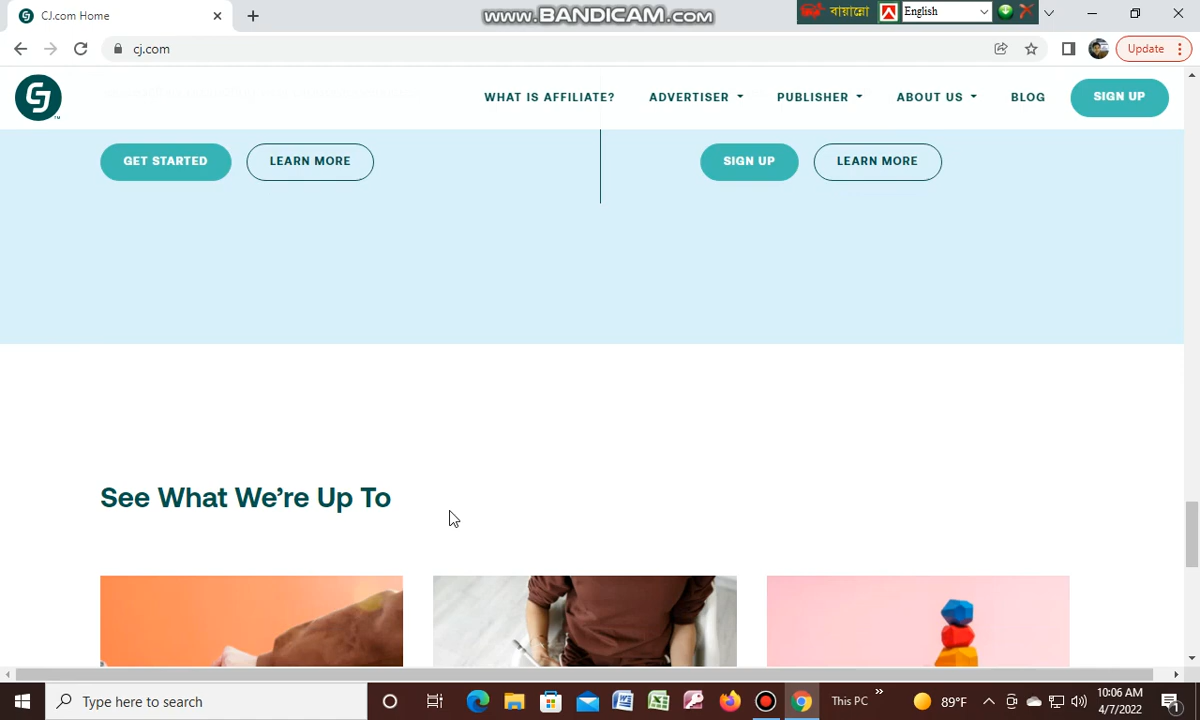 CJ.com Home
www.BANDICAM.com
বায়ান্নো
English
cj.com
Update
WHAT IS AFFILIATE?
ADVERTISER
PUBLISHER
ABOUT US
BLOG
SIGN UP
GET STARTED
LEARN MORE
SIGN UP
LEARN MORE
See What We're Up To
Type here to search
This PC
89°F
10:06 AM
4/7/2022
1